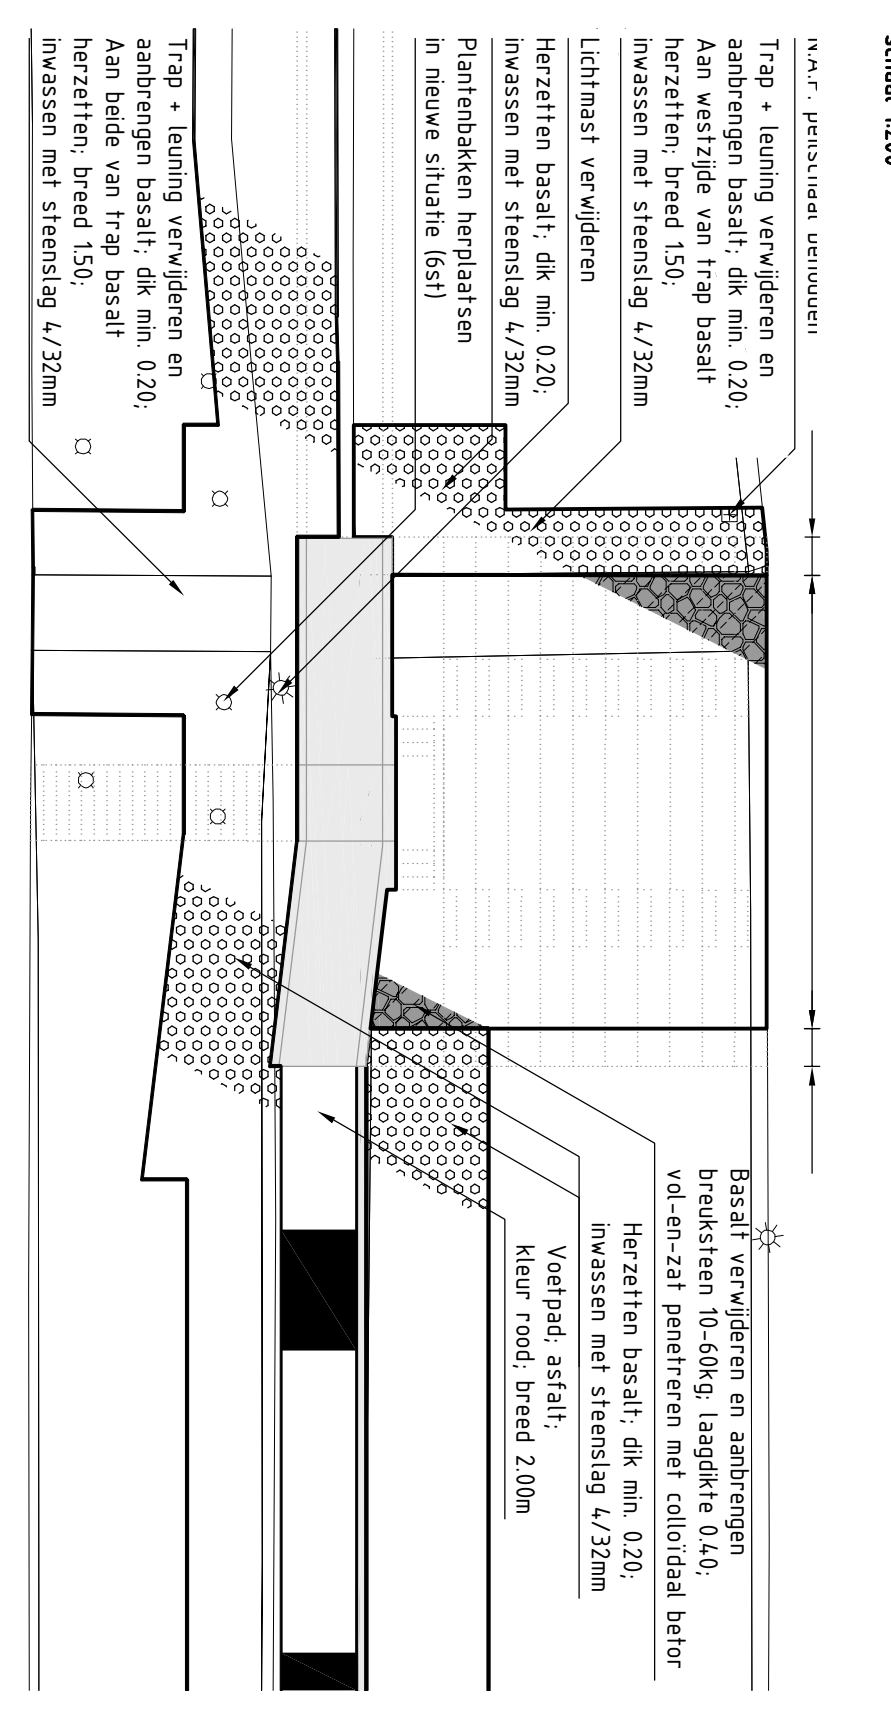 schaal 1:200
N.A.P. peilschaal behouden
Trap + leuning verwijderen en
aanbrengen basalt; dik min. 0.20;
Aan westzijde van trap basalt
herzetten; breed 1.50;
inwassen met steenslag 4/32mm
Lichtmast verwijderen
Herzetten basalt; dik min. 0.20;
inwassen met steenslag 4/32mm
Plantenbakken herplaatsen
in nieuwe situatie (6st)
Trap + leuning verwijderen en
aanbrengen basalt; dik min. 0.20;
Aan beide van trap basalt
herzetten; breed 1.50;
inwassen met steenslag 4/32mm
Basalt verwijderen en aanbrengen
breuksteen 10-60kg; laagdikte 0.40;
vol-en-zat penetreren met colloïdaal betor
Herzetten basalt; dik min. 0.20;
inwassen met steenslag 4/32mm
Voetpad; asfalt;
kleur rood; breed 2.00m